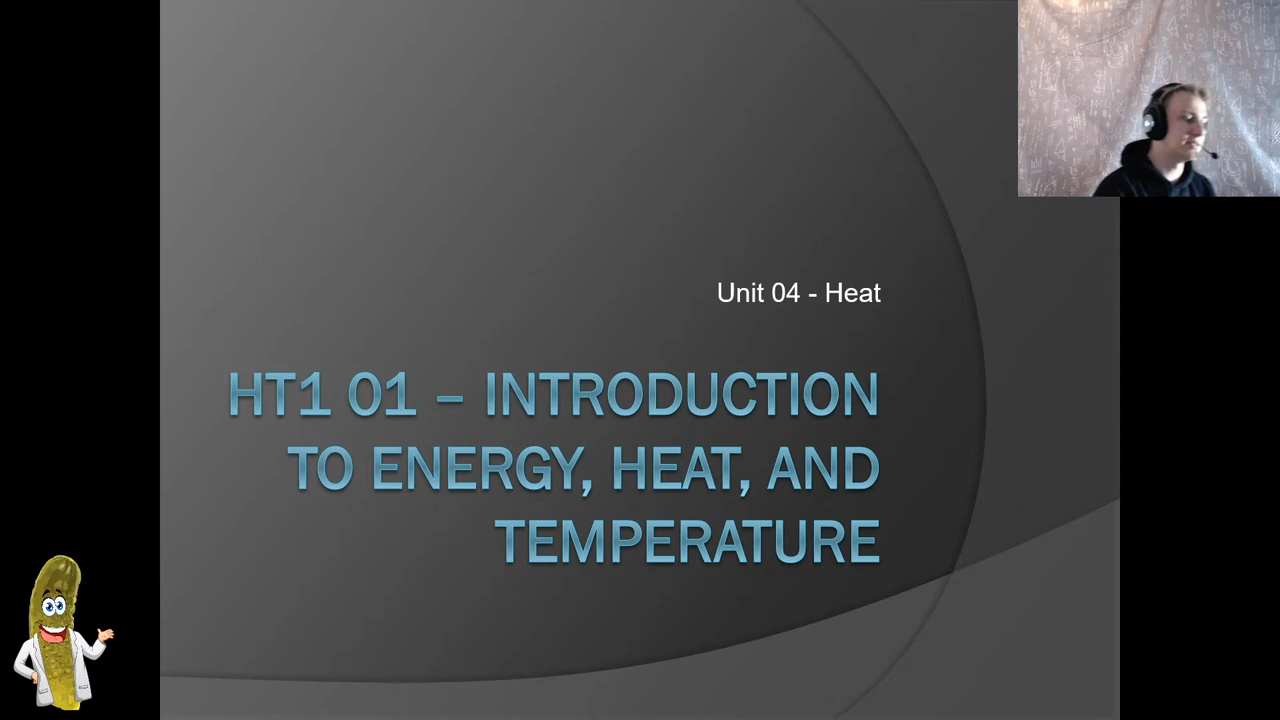 Unit 04 - Heat
HT1 01 – INTRODUCTION
TO ENERGY, HEAT, AND
TEMPERATURE